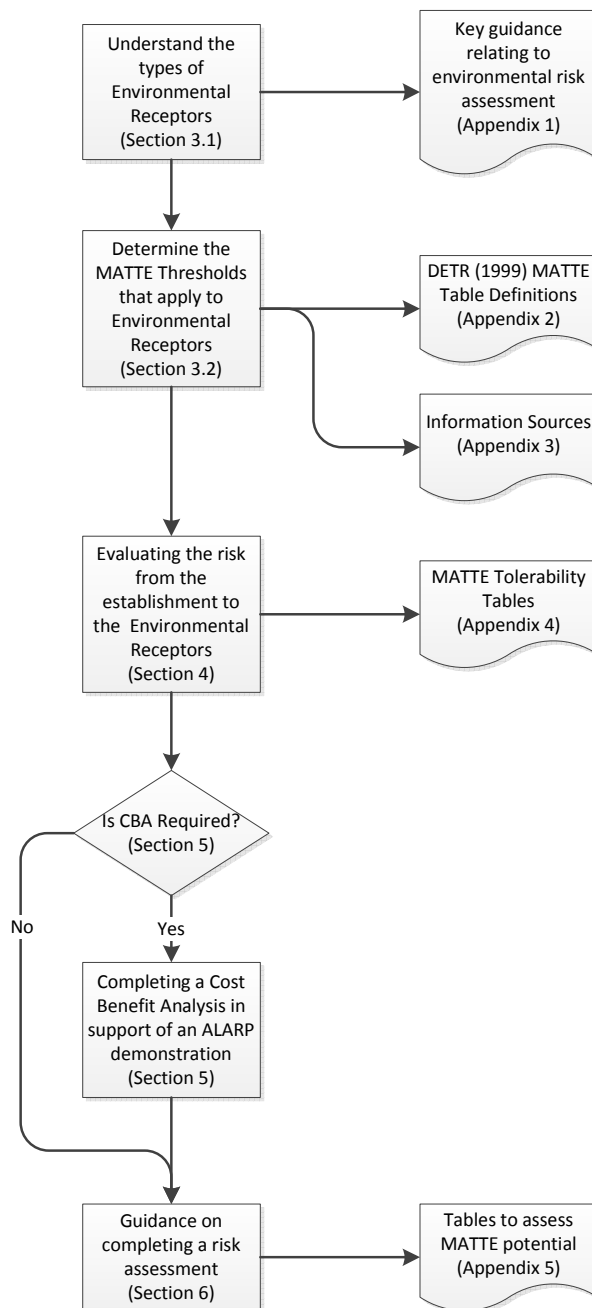 Understand the
types of
Environmental
Receptors
(Section 3.1)
Key guidance
relating to
environmental risk
assessment
(Appendix 1)
Determine the
MATTE Thresholds
that apply to
Environmental
Receptors
(Section 3.2)
DETR (1999) MATTE
Table Definitions
(Appendix 2)
Information Sources
(Appendix 3)
Evaluating the risk
from the
establishment to
the Environmental
Receptors
(Section 4)
MATTE Tolerability
Tables
(Appendix 4)
Is CBA Required?
(Section 5)
No
Yes
Completing a Cost
Benefit Analysis in
support of an ALARP
demonstration
(Section 5)
Guidance on
completing a risk
assessment
(Section 6)
Tables to assess
MATTE potential
(Appendix 5)